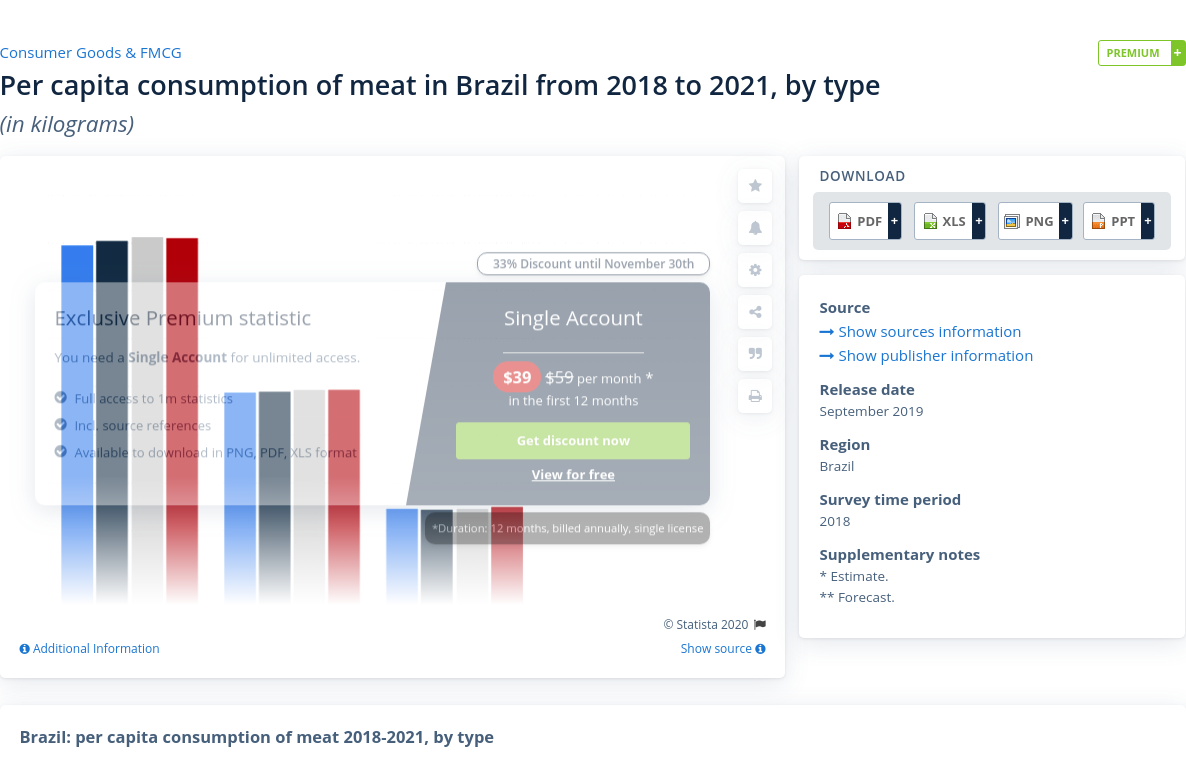 Consumer Goods & FMCG
PREMIUM +
Per capita consumption of meat in Brazil from 2018 to 2021, by type
(in kilograms)
33% Discount until November 30th
Exclusive Premium statistic
You need a Single Account for unlimited access.
Full access to 1m statistics
Incl. source references
Available to download in PNG, PDF, XLS format
Single Account
$39 $59 per month *
in the first 12 months
Get discount now
View for free
*Duration: 12 months, billed annually, single license
© Statista 2020
Additional Information
Show source
DOWNLOAD
PDF +
XLS +
PNG +
PPT +
Source
Show sources information
Show publisher information
Release date
September 2019
Region
Brazil
Survey time period
2018
Supplementary notes
* Estimate.
** Forecast.
Brazil: per capita consumption of meat 2018-2021, by type